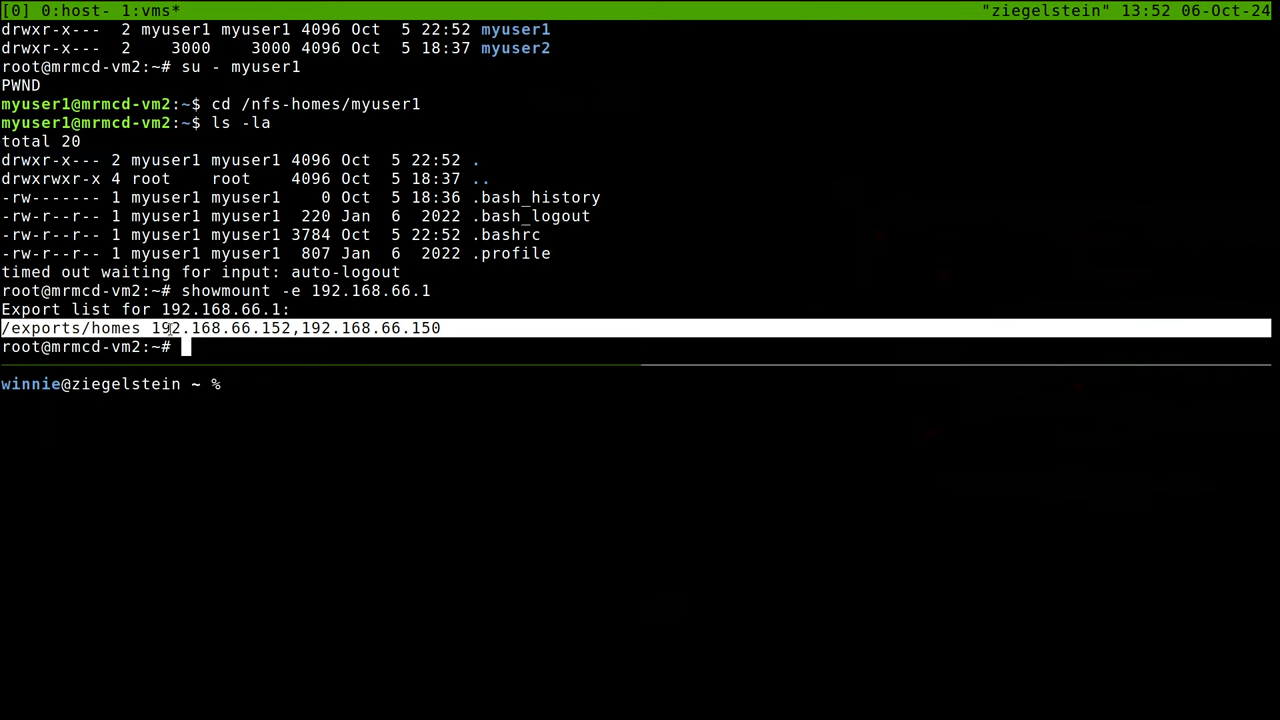 [0] 0:host- 1:vms* "ziegelstein" 13:52 06-Oct-24
drwxr-x--- 2 myuser1 myuser1 4096 Oct  5 22:52 myuser1
drwxr-x--- 2    3000    3000 4096 Oct  5 18:37 myuser2
root@mrmcd-vm2:~# su - myuser1
PWND
myuser1@mrmcd-vm2:~$ cd /nfs-homes/myuser1
myuser1@mrmcd-vm2:~$ ls -la
total 20
drwxr-x--- 2 myuser1 myuser1 4096 Oct  5 22:52 .
drwxrwxr-x 4 root    root    4096 Oct  5 18:37 ..
-rw------- 1 myuser1 myuser1    0 Oct  5 18:36 .bash_history
-rw-r--r-- 1 myuser1 myuser1  220 Jan  6  2022 .bash_logout
-rw-r--r-- 1 myuser1 myuser1 3784 Oct  5 22:52 .bashrc
-rw-r--r-- 1 myuser1 myuser1  807 Jan  6  2022 .profile
timed out waiting for input: auto-logout
root@mrmcd-vm2:~# showmount -e 192.168.66.1
Export list for 192.168.66.1:
/exports/homes 192.168.66.152,192.168.66.150
root@mrmcd-vm2:~#
winnie@ziegelstein ~ %